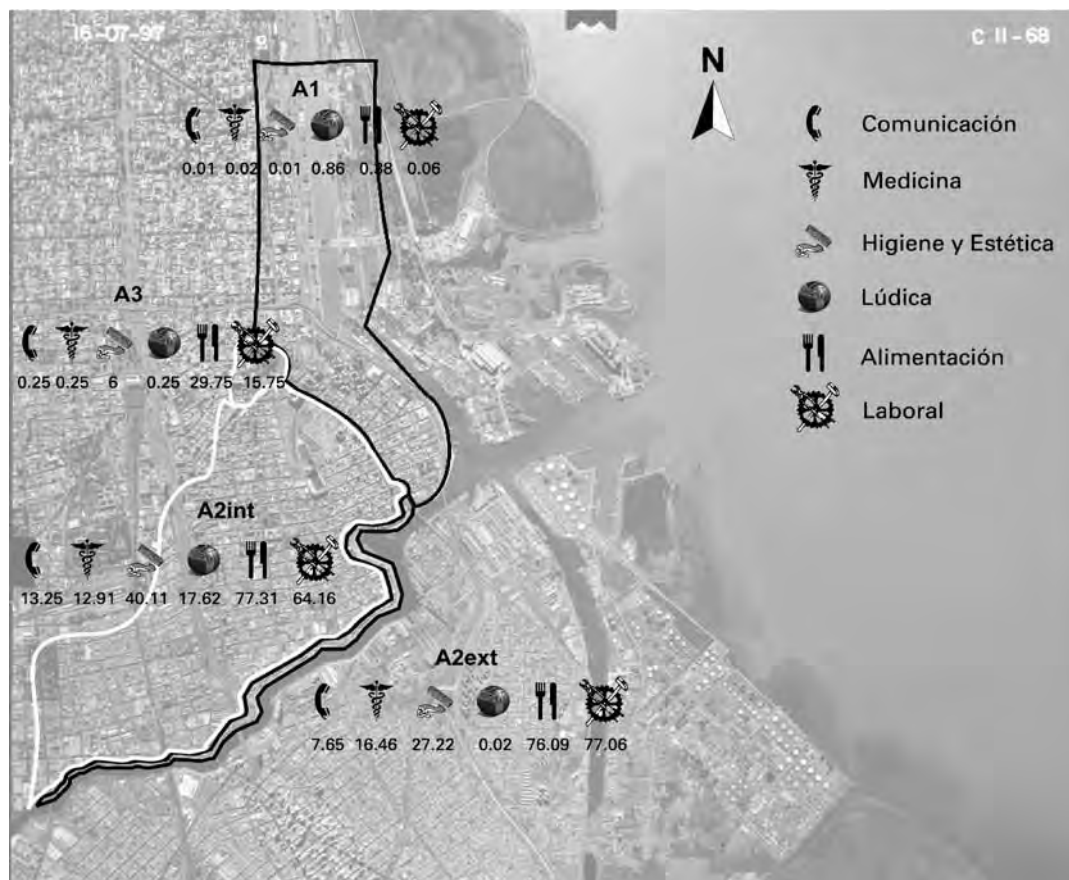 16-07-97
C 11-68
A1
0.01 0.02 0.01 0.86 0.38 0.06
N
Comunicación
Medicina
Higiene y Estética
Lúdica
Alimentación
Laboral
A3
0.25 0.25 6 0.25 29.75 15.75
A2int
13.25 12.91 40.11 17.62 77.31 64.16
A2ext
7.65 16.46 27.22 0.02 76.09 77.06